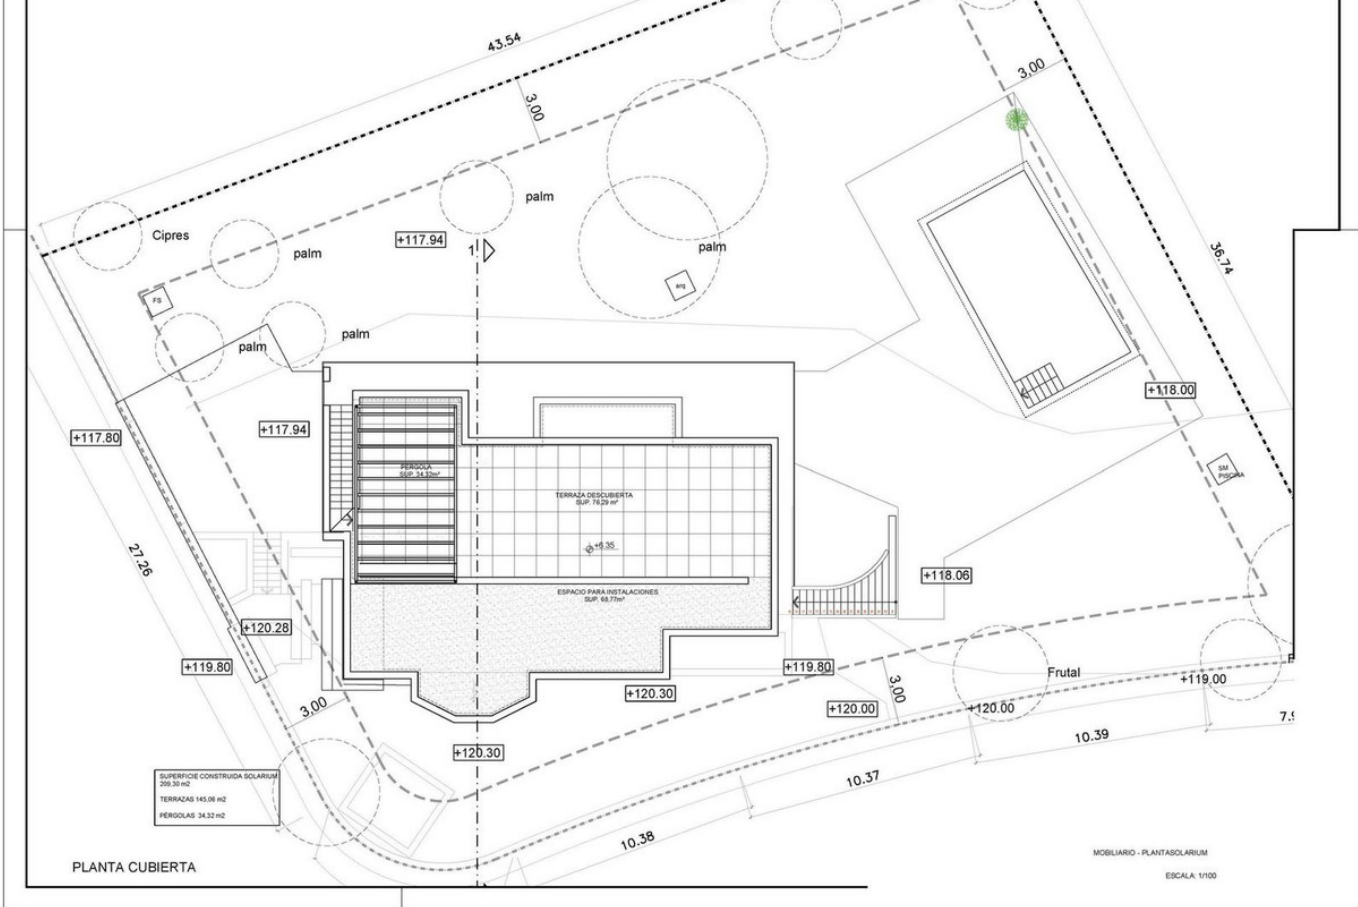 43.54
3,00
3,00
palm
Cipres
palm
+117.94
1
palm
36.74
FS
arq
palm
palm
+118.00
+117.80
+117.94
PERGOLA
SUP. 34,32m²
SM
PISCINA
TERRAZA DESCUBIERTA
SUP. 76,29 m²
+6.35
27.26
+118.06
ESPACIO PARA INSTALACIONES
SUP. 68,77m²
+120.28
+119.80
+119.80
Frutal
+119.00
+120.30
3,00
3,00
+120.00
+120.00
7.9
10.39
+120.30
10.37
SUPERFICIE CONSTRUIDA SOLARIUM
209,30 m2
TERRAZAS 145,06 m2
PERGOLAS 34,32 m2
10.38
PLANTA CUBIERTA
MOBILIARIO - PLANTASOLARIUM
ESCALA: 1/100